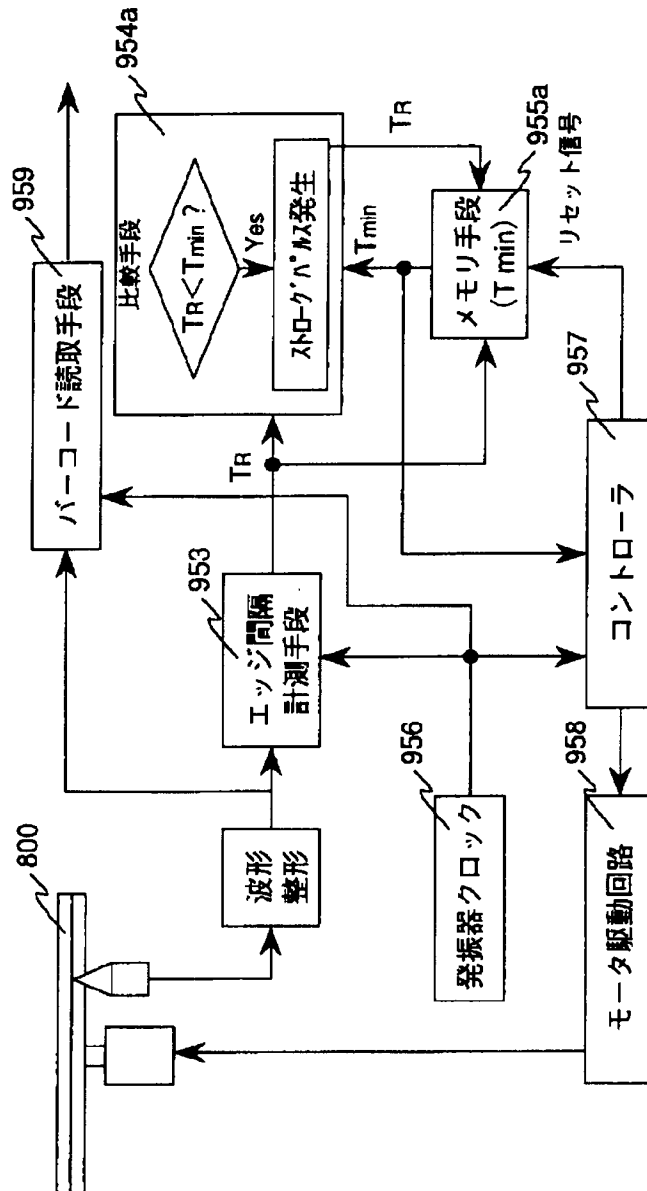 800
波形
整形
エッジ間隔
計測手段
953
バーコード読取手段
959
954a
比較手段
TR<Tmin ?
Yes
ストローグパルス発生
TR
TR
Tmin
メモリ手段
(Tmin)
955a
リセット信号
発振器クロック
956
コントローラ
957
モータ駆動回路
958